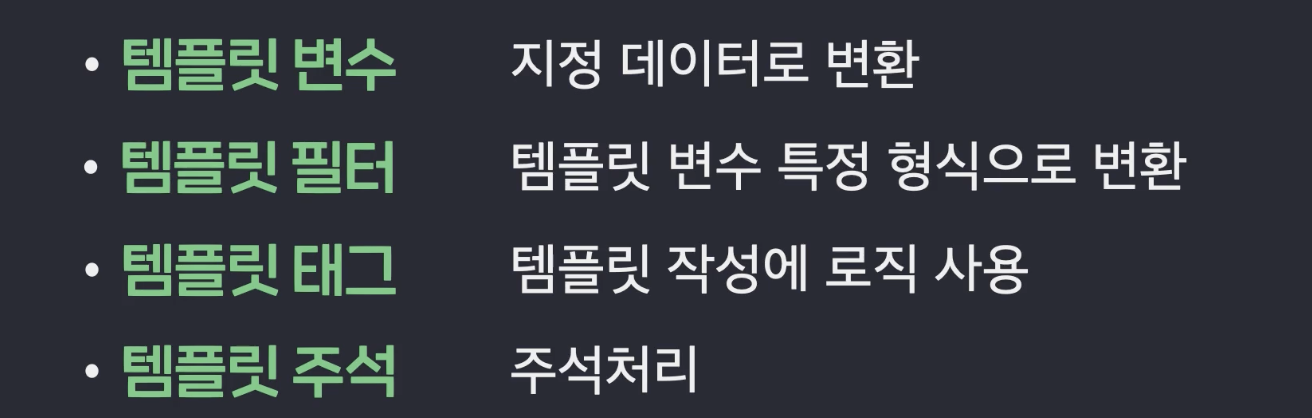 • 템플릿 변수 지정 데이터로 변환
• 템플릿 필터 템플릿 변수 특정 형식으로 변환
• 템플릿 태그 템플릿 작성에 로직 사용
• 템플릿 주석 주석처리